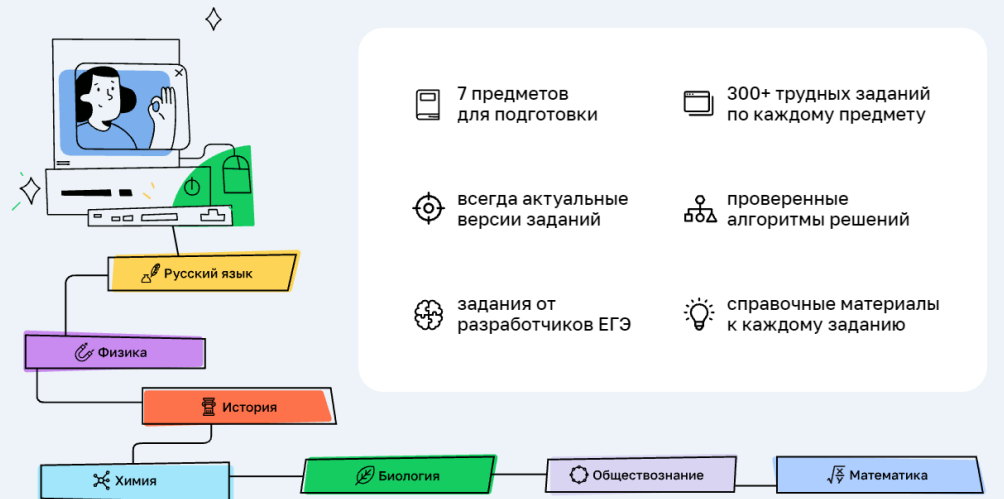 7 предметов
для подготовки
300+ трудных заданий
по каждому предмету
всегда актуальные
версии заданий
проверенные
алгоритмы решений
задания от
разработчиков ЕГЭ
справочные материалы
к каждому заданию
Русский язык
Физика
История
Химия
Биология
Обществознание
Математика